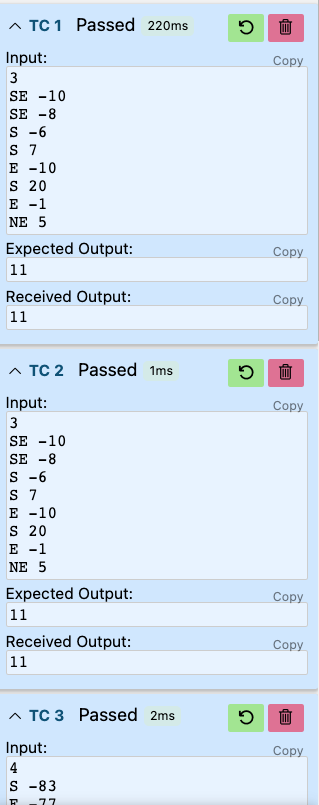 TC 1 Passed 220ms
Input:
Copy
3
SE -10
SE -8
S -6
S 7
E -10
S 20
E -1
NE 5
Expected Output:
Copy
11
Received Output:
Copy
11
TC 2 Passed 1ms
Input:
Copy
3
SE -10
SE -8
S -6
S 7
E -10
S 20
E -1
NE 5
Expected Output:
Copy
11
Received Output:
Copy
11
TC 3 Passed 2ms
Input:
Copy
4
S -83
E -77